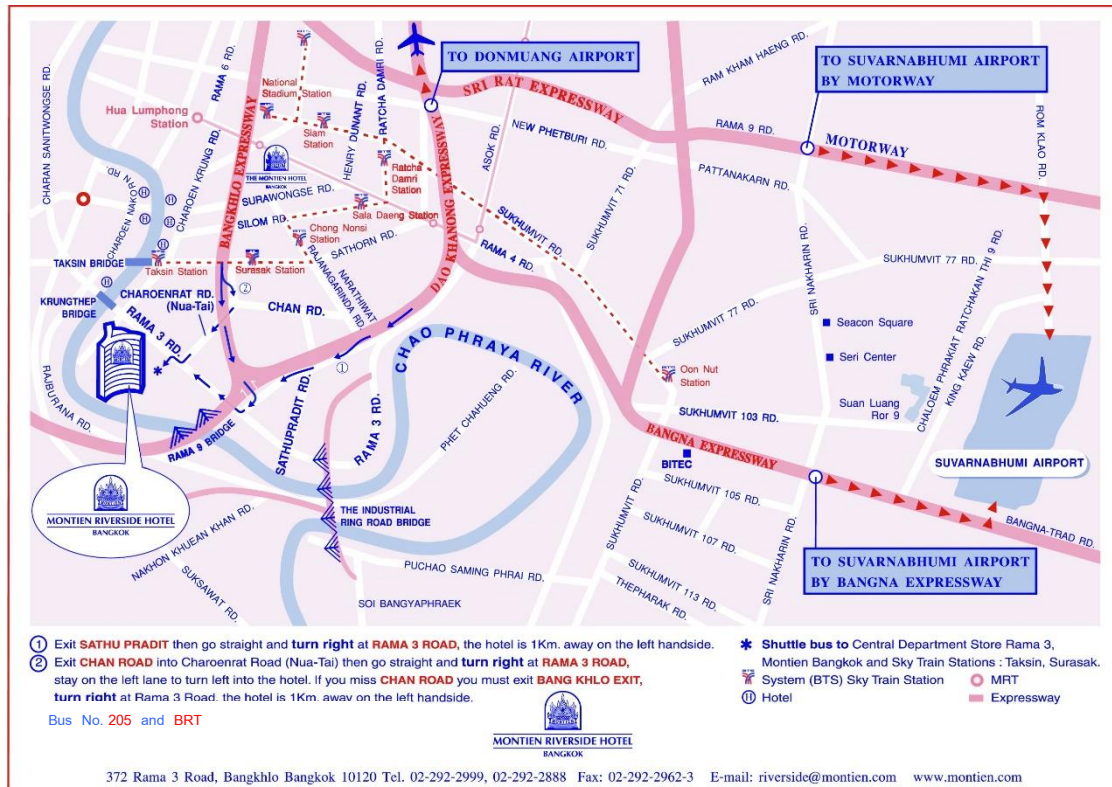 TO DONMUANG AIRPORT
TO SUVARNABHUMI AIRPORT
BY MOTORWAY
SRI RAT EXPRESSWAY
RAM KHAM HAENG RD.
ROM KLAO RD.
CHARAN SANITWONGSE RD.
RAMA 6 RD.
National
Stadium Station
Hua Lumphong
Station
HENRY DUNANT RD.
RATCHA DAMRI RD.
Siam
Station
ASOK RD.
NEW PHETBURI RD.
RAMA 9 RD.
MOTORWAY
PATTANAKARN RD.
THE MONTIEN HOTEL
BANGKOK
Ratcha
Damri
Station
BANGKHLO EXPRESSWAY
DAO KHANONG EXPRESSWAY
CHAROEN KRUNG RD.
CHAROEN NAKORN RD.
SURAWONGSE RD.
SILOM RD.
Sala Daeng Station
Chong Nonsi
Station
SATHORN RD.
SUKHUMVIT RD.
SUKHUMVIT 71 RD.
RAMA 4 RD.
TAKSIN BRIDGE
Taksin Station
Surasak Station
NARATHIWAT
RAJANAGARINDA RD.
SUKHUMVIT 77 RD.
SRI NAKHARIN RD.
CHALOEM PHRAKIAT RATCHAKAN THI 9 RD.
KING KAEW RD.
KRUNGTHEP
BRIDGE
CHAROENRAT RD.
(Nua-Tai)
2
CHAN RD.
RAMA 3 RD.
SUKHUMVIT 77 RD.
Seacon Square
Seri Center
Suan Luang
Ror 9
CHAO PHRAYA RIVER
1
Oon Nut
Station
RAJBURANA RD.
RAMA 9 BRIDGE
SATHUPRADIT RD.
RAMA 3 RD.
PHET CHAHUENG RD.
SUKHUMVIT 103 RD.
BANGNA EXPRESSWAY
BITEC
SUVARNABHUMI AIRPORT
MONTIEN RIVERSIDE HOTEL
BANGKOK
THE INDUSTRIAL
RING ROAD BRIDGE
NAKHON KHUEAN KHAN RD.
SUKSAWAT RD.
PUCHAO SAMING PHRAI RD.
SOI BANGYAPHRAEK
SUKHUMVIT RD.
SUKHUMVIT 105 RD.
SUKHUMVIT 107 RD.
SUKHUMVIT 113 RD.
THEPHARAK RD.
SRI NAKHARIN RD.
BANGNA-TRAD RD.
TO SUVARNABHUMI AIRPORT
BY BANGNA EXPRESSWAY
1 Exit SATHU PRADIT then go straight and turn right at RAMA 3 ROAD, the hotel is 1Km. away on the left handside.
2 Exit CHAN ROAD into Charoenrat Road (Nua-Tai) then go straight and turn right at RAMA 3 ROAD,
stay on the left lane to turn left into the hotel. If you miss CHAN ROAD you must exit BANG KHLO EXIT,
turn right at Rama 3 Road, the hotel is 1Km. away on the left handside.
Bus No. 205 and BRT
* Shuttle bus to Central Department Store Rama 3,
Montien Bangkok and Sky Train Stations : Taksin, Surasak.
System (BTS) Sky Train Station
MRT
H Hotel
Expressway
MONTIEN RIVERSIDE HOTEL
BANGKOK
372 Rama 3 Road, Bangkhlo Bangkok 10120 Tel. 02-292-2999, 02-292-2888 Fax: 02-292-2962-3 E-mail: riverside@montien.com www.montien.com